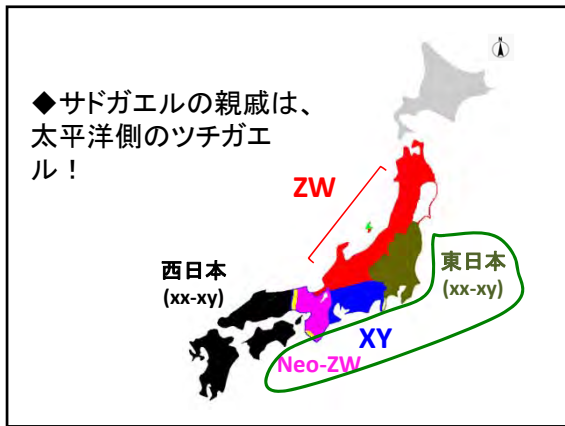 ◆サドガエルの親戚は、
太平洋側のツチガエ
ル！
N
ZW
西日本
(xx-xy)
東日本
(xx-xy)
XY
Neo-ZW